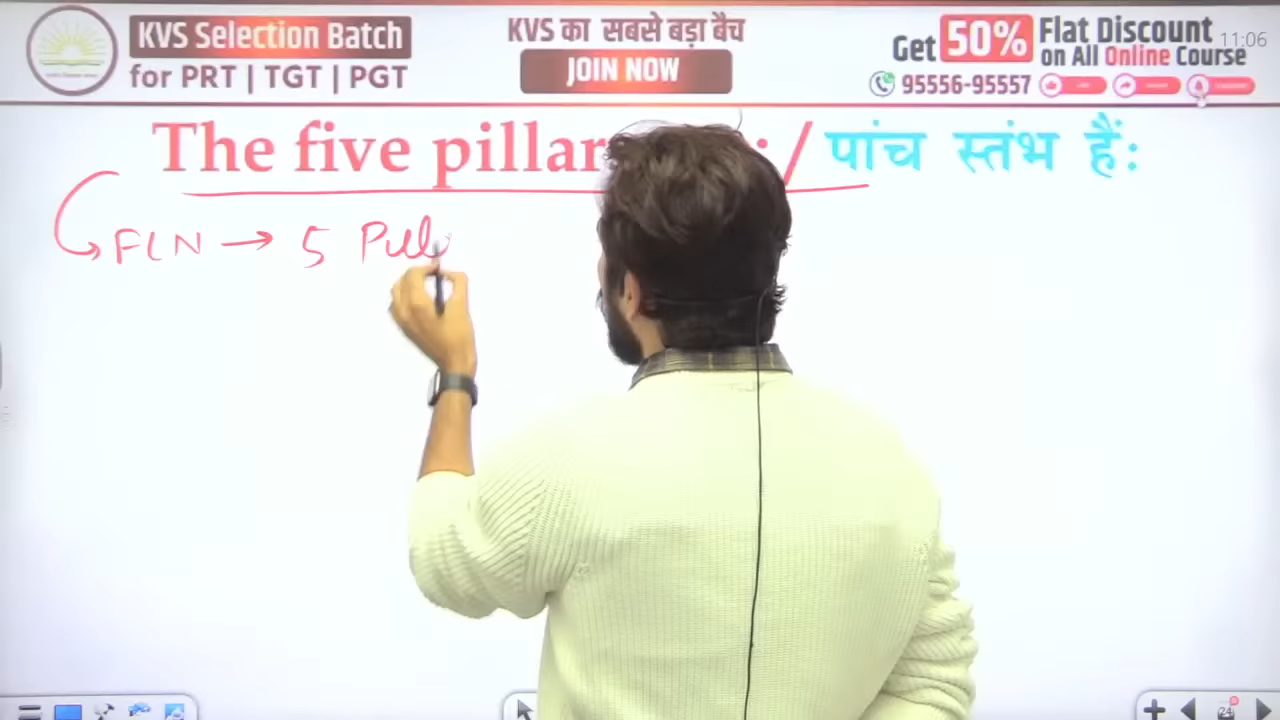 KVS Selection Batch
for PRT | TGT | PGT
KVS का सबसे बड़ा बैच
JOIN NOW
Get 50% Flat Discount
on All Online Course
11:06
95556-95557
The five pillar : / पांच स्तंभ हैं:
FLN → 5 Pill
24